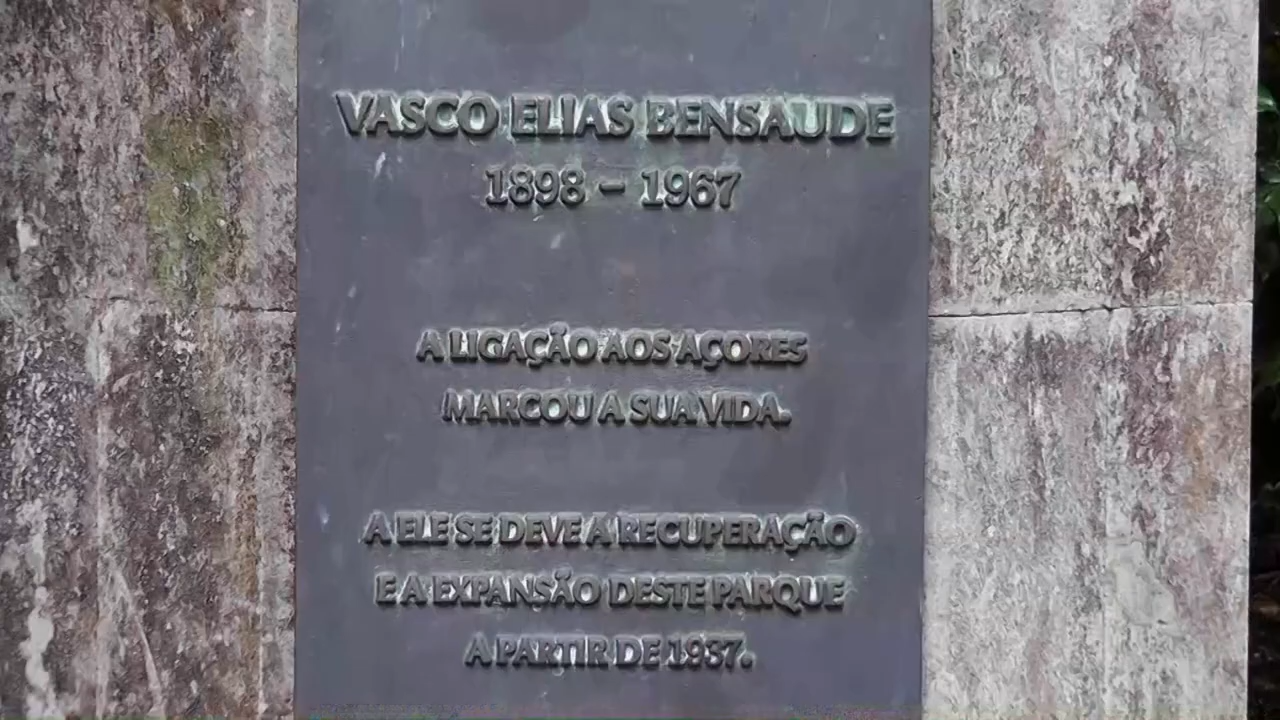 VASCO ELIAS BENSAUDE
1898 – 1967
A LIGAÇÃO AOS AÇORES
MARCOU A SUA VIDA.
A ELE SE DEVE A RECUPERAÇÃO
E A EXPANSÃO DESTE PARQUE
A PARTIR DE 1937.